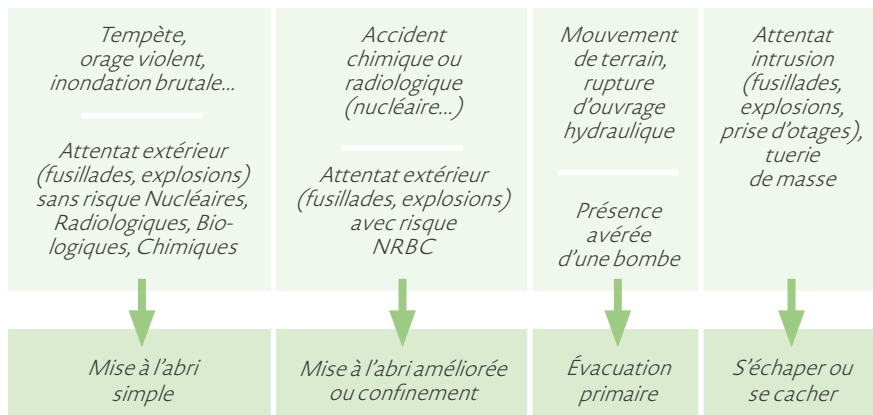 Tempête,
orage violent,
inondation brutale...
Attentat extérieur
(fusillades, explosions)
sans risque Nucléaires,
Radiologiques, Bio-
logiques, Chimiques
Mise à l'abri
simple
Accident
chimique ou
radiologique
(nucléaire...)
Attentat extérieur
(fusillades, explosions)
avec risque
NRBC
Mise à l'abri améliorée
ou confinement
Mouvement
de terrain,
rupture
d'ouvrage
hydraulique
Présence
avérée
d'une bombe
Évacuation
primaire
Attentat
intrusion
(fusillades,
explosions,
prise d'otages),
tuerie
de masse
S'échaper ou
se cacher